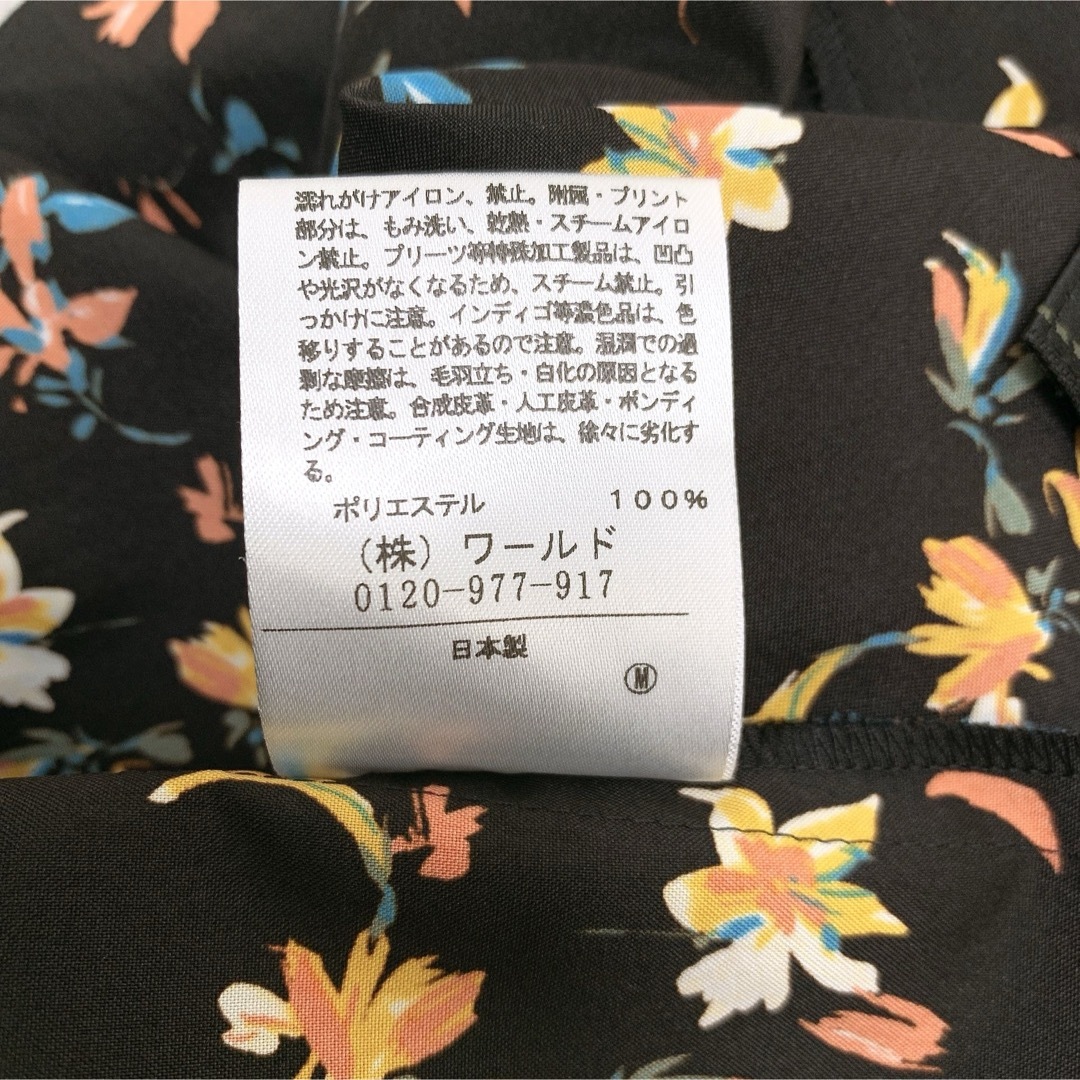 濡れがけアイロン、禁止。附属・プリント
部分は、もみ洗い、乾熱・スチームアイロ
ン禁止。プリーツ等特殊加工製品は、凹凸
や光沢がなくなるため、スチーム禁止。引
っかけに注意。インディゴ等濃色品は、色
移りすることがあるので注意。湿潤での過
剰な摩擦は、毛羽立ち・白化の原因となる
ため注意。合成皮革・人工皮革・ボンディ
ング・コーティング生地は、徐々に劣化す
る。
ポリエステル 100%
(株) ワールド
0120-977-917
日本製
Ⓜ